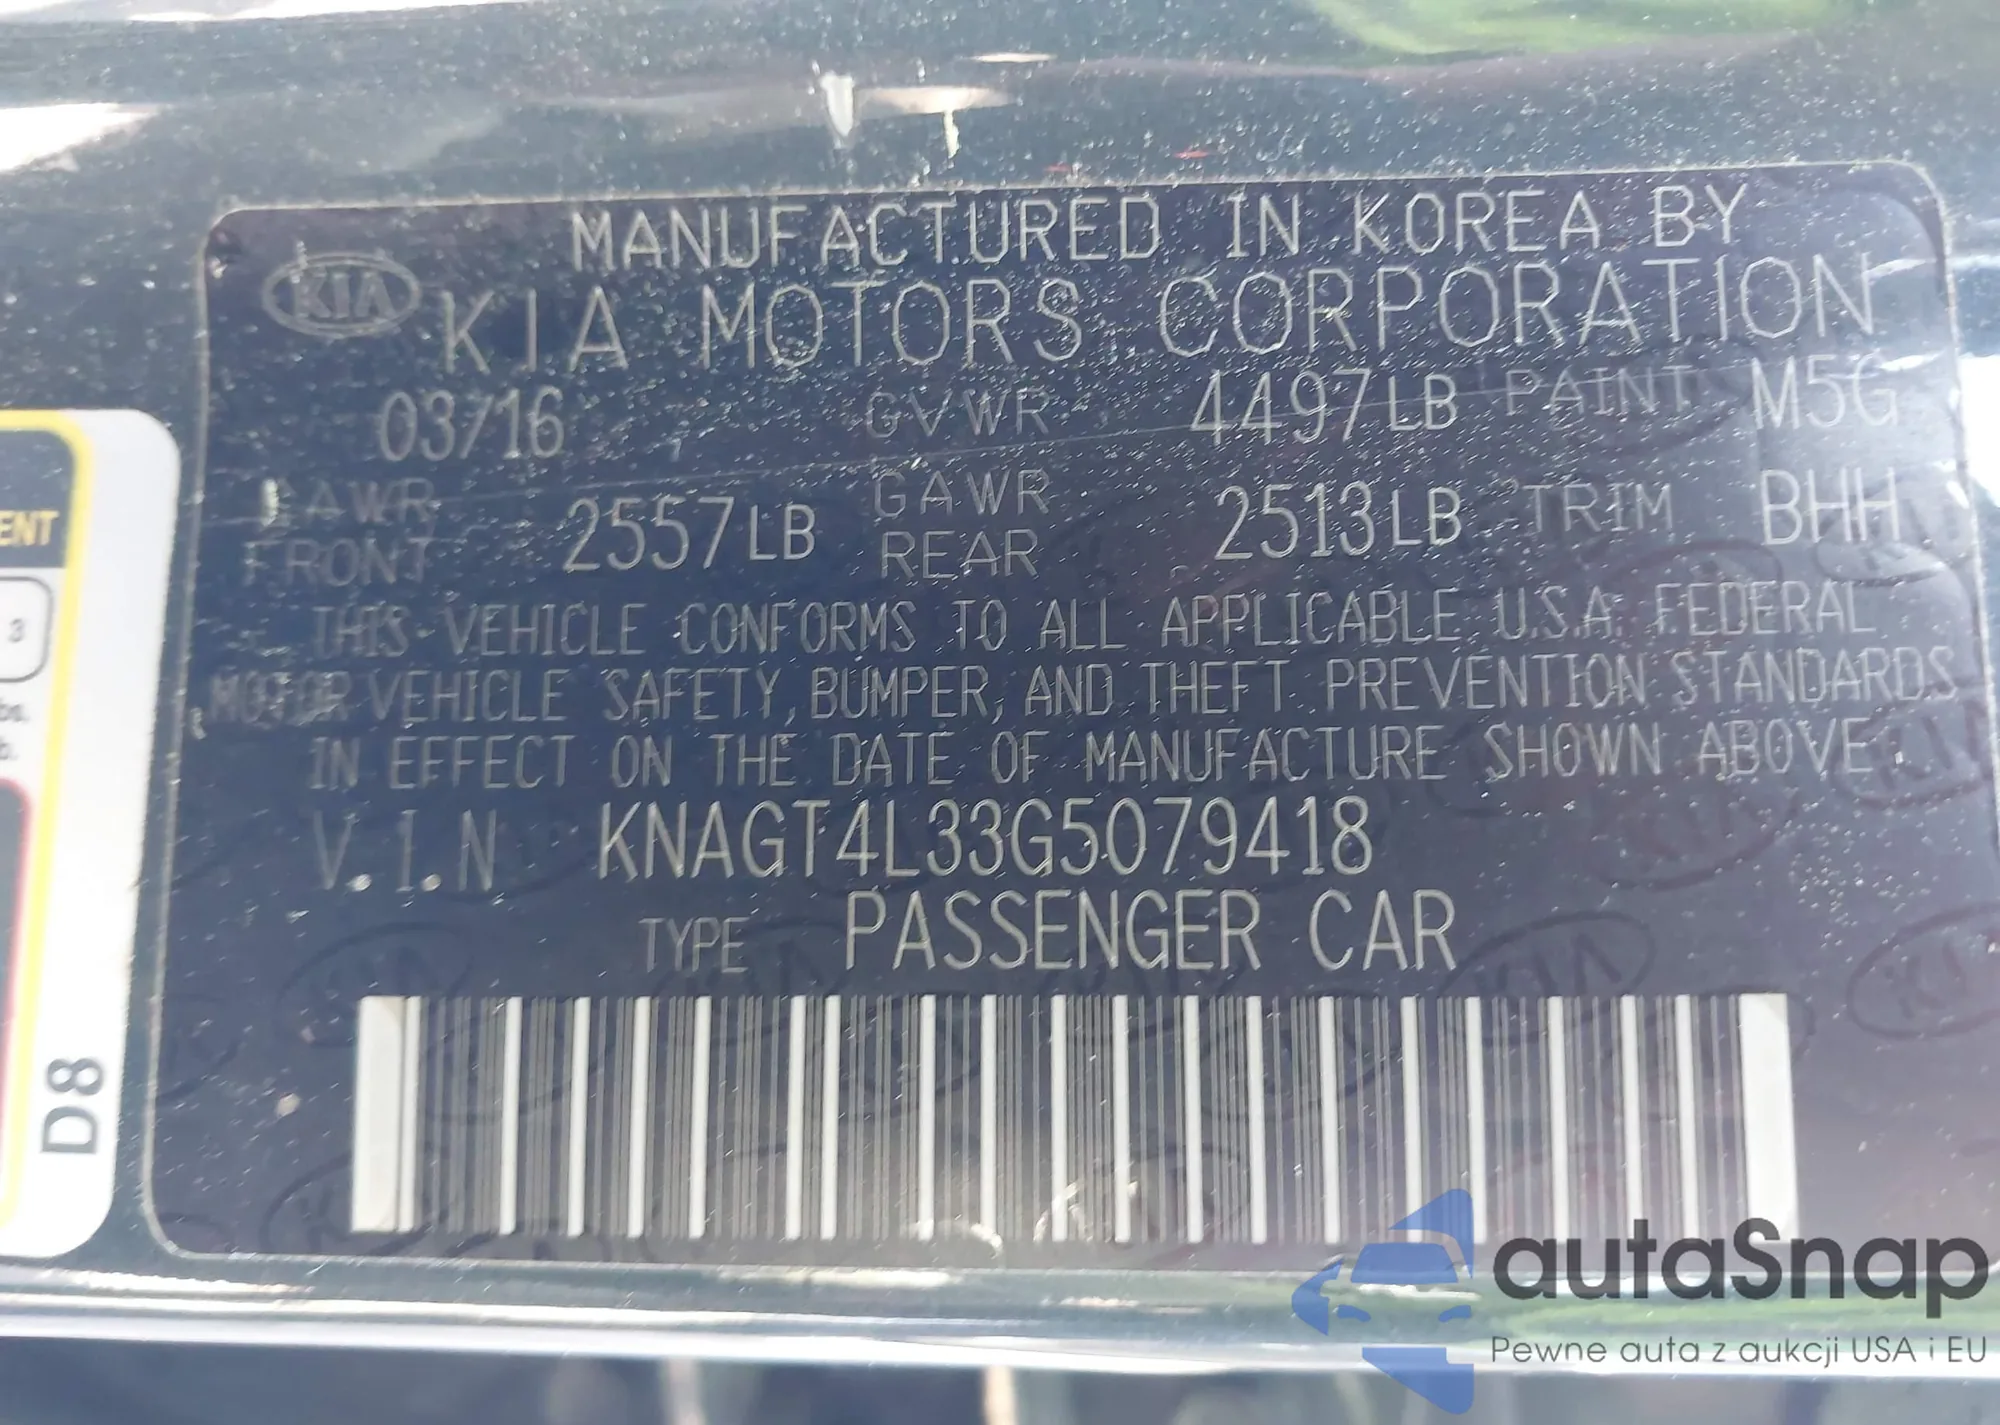 MANUFACTURED IN KOREA BY
KIA KIA MOTORS CORPORATION
03/16 GVWR 4497LB PAINT M5G
GAWR FRONT 2557LB GAWR REAR 2513LB TRIM BHH
THIS VEHICLE CONFORMS TO ALL APPLICABLE U.S.A. FEDERAL
MOTOR VEHICLE SAFETY, BUMPER, AND THEFT PREVENTION STANDARDS
IN EFFECT ON THE DATE OF MANUFACTURE SHOWN ABOVE.
V.I.N KNAGT4L33G5079418
TYPE PASSENGER CAR
ENT
3
b.
D8
autaSnap
Pewne auta z aukcji USA i EU